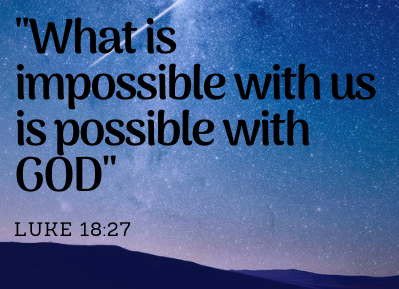 "What is
impossible with us
is possible with
GOD"
LUKE 18:27